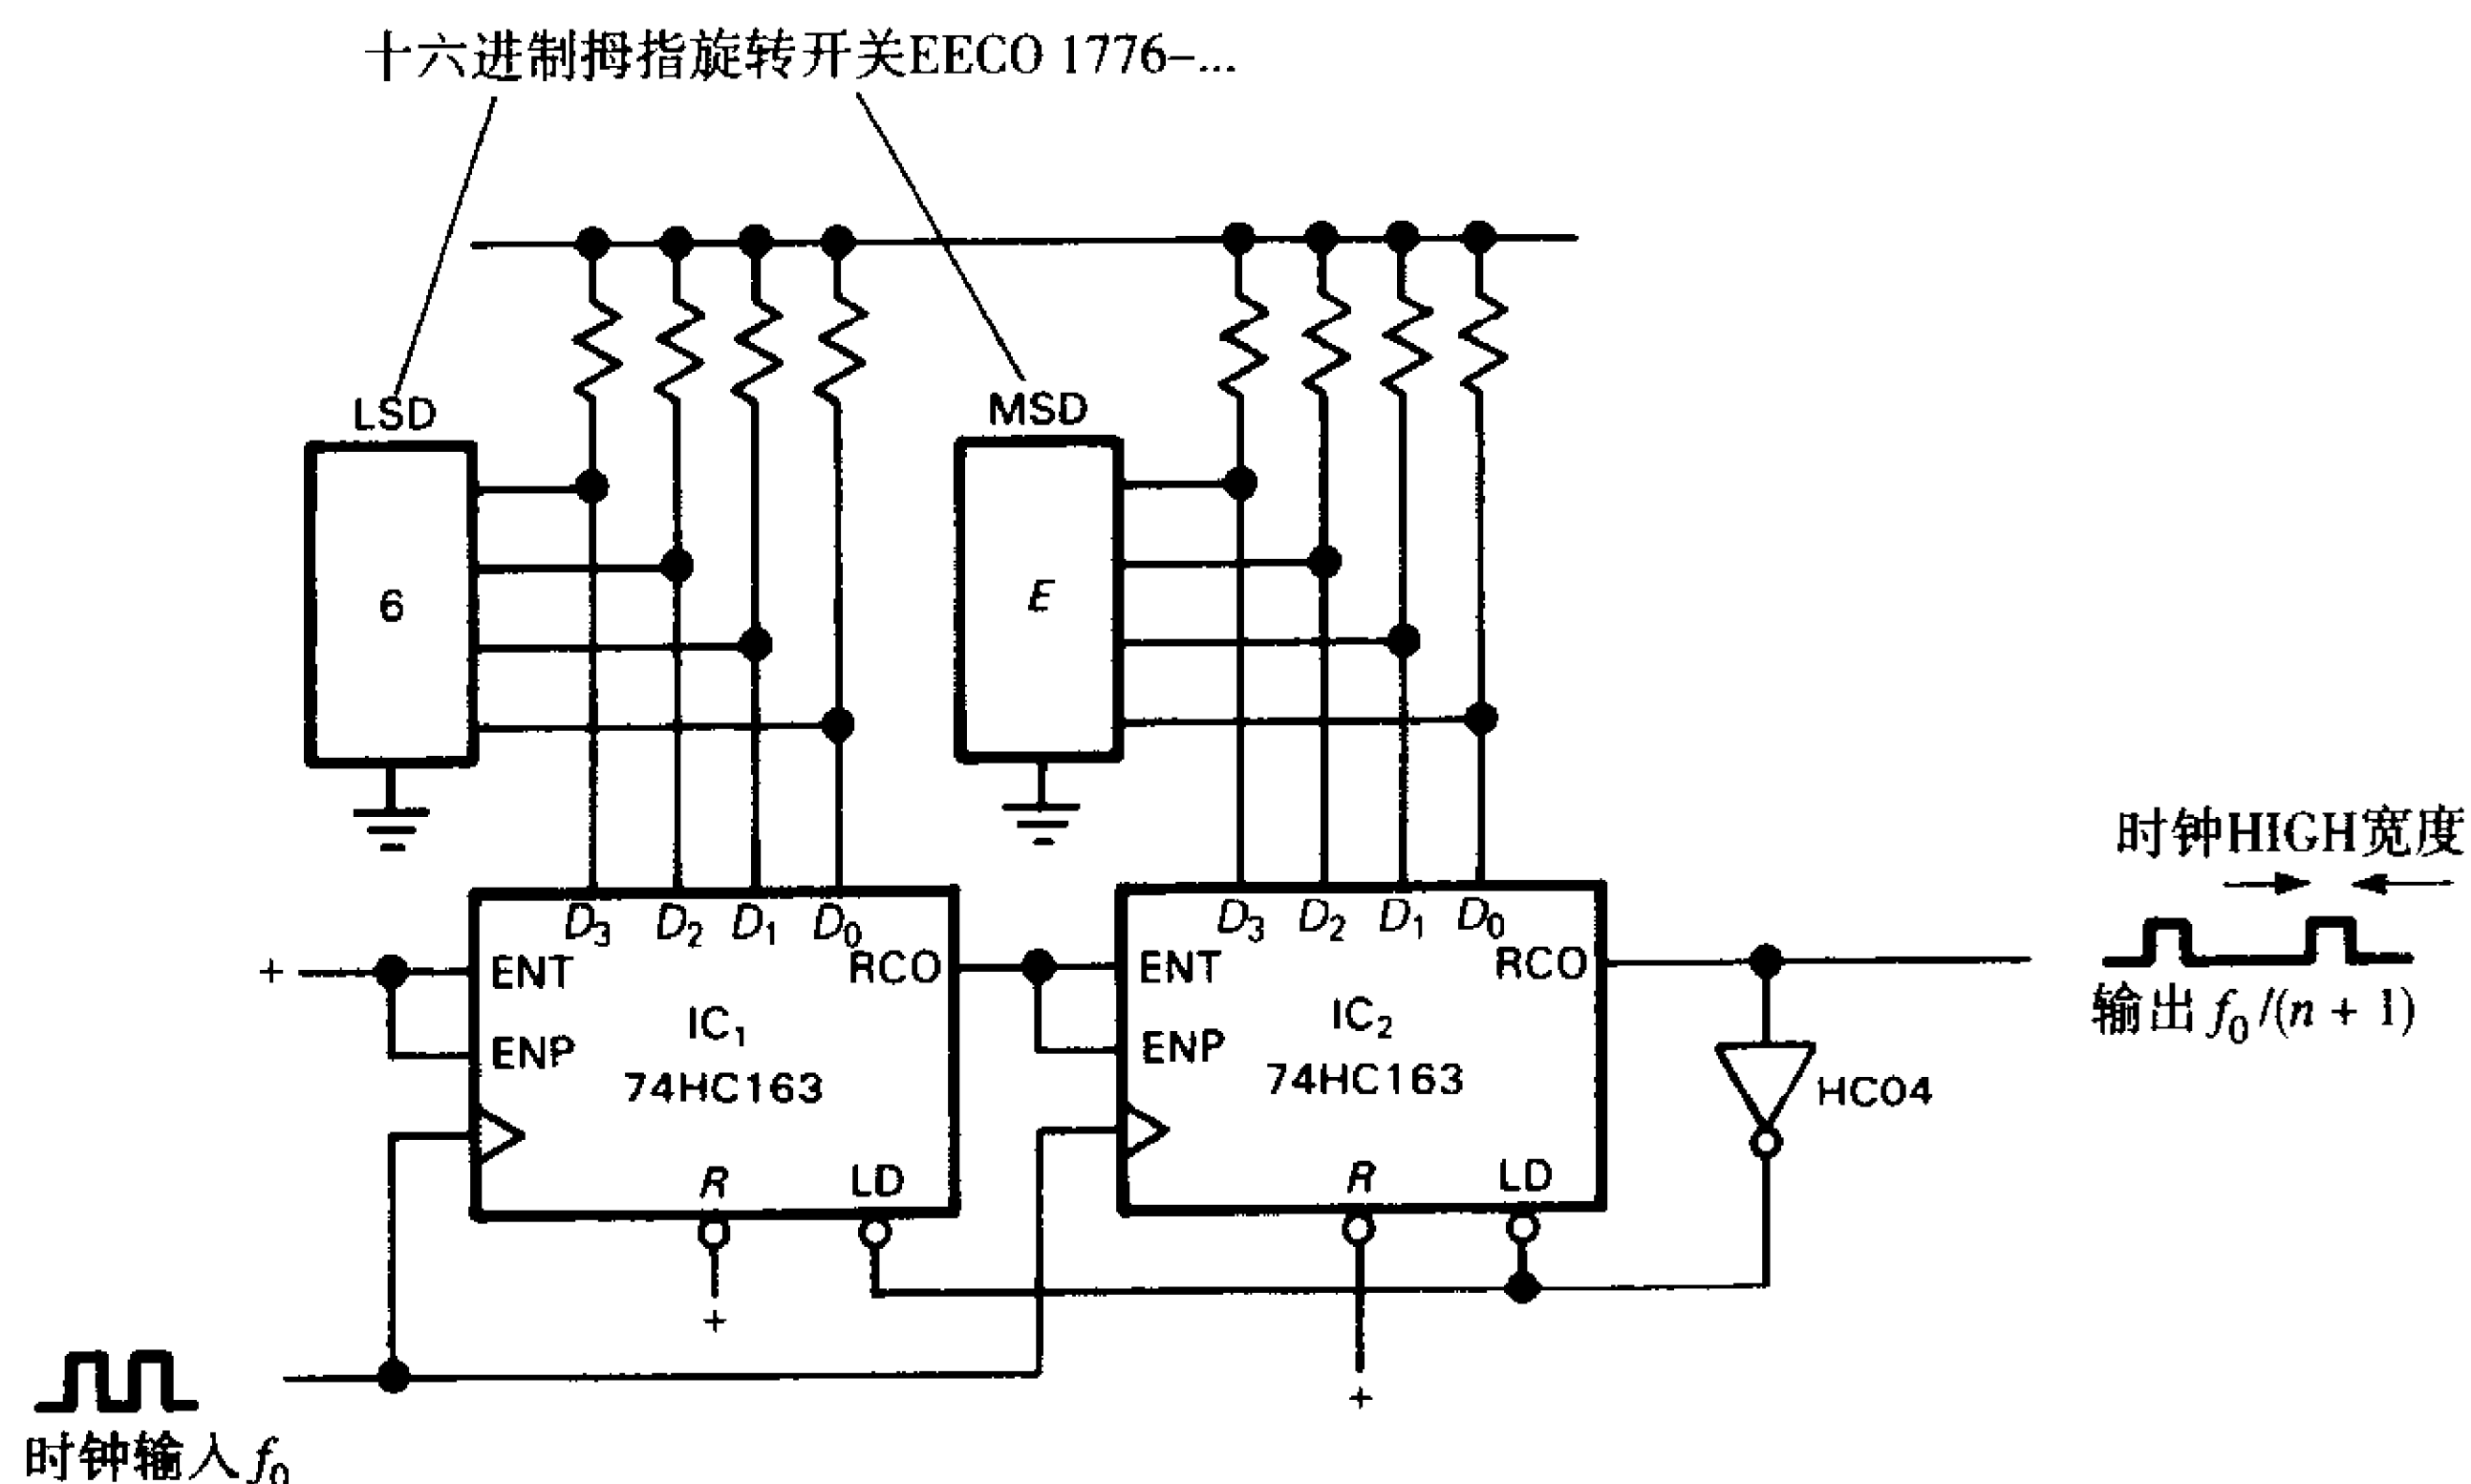 十六进制拇指旋转开关EECO 1776-...
LSD
MSD
6
E
D3 D2 D1 D0
D3 D2 D1 D0
时钟HIGH宽度
+
ENT
RCO
ENT
RCO
IC1
IC2
输出 f0/(n + 1)
ENP
74HC163
ENP
74HC163
HC04
R
LD
R
LD
+
+
时钟输入 f0